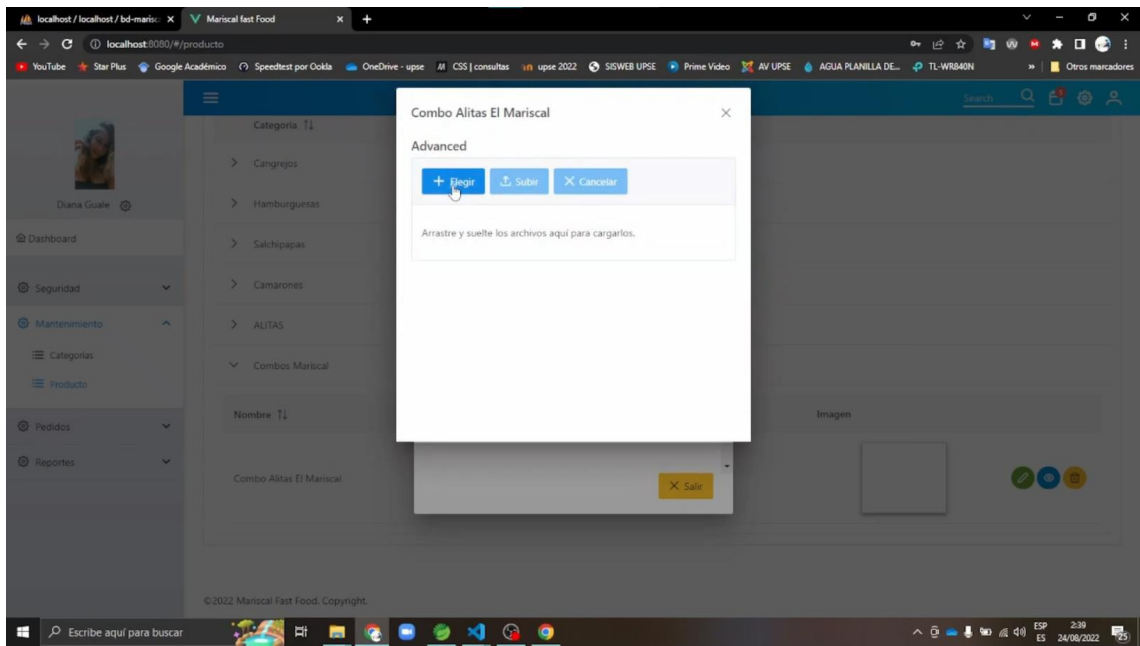 localhost / localhost / bd-marisc
Mariscal fast Food
localhost:8080/#/producto
YouTube
Star Plus
Google Académico
Speedtest por Ookla
OneDrive - upse
CSS | consultas
upse 2022
SISWEB UPSE
Prime Video
AV UPSE
AGUA PLANILLA DE...
TL-WR840N
»
Otros marcadores
Search
Diana Guale
Dashboard
Seguridad
Mantenimiento
Categorias
Producto
Pedidos
Reportes
Categoria
Cangrejos
Hamburguesas
Salchipapas
Camarones
ALITAS
Combos Mariscal
Nombre
Imagen
Combo Alitas El Mariscal
Combo Alitas El Mariscal
Advanced
Elegir
Subir
Cancelar
Arrastre y suelte los archivos aquí para cargarlos.
Salir
©2022 Mariscal Fast Food. Copyright.
Escribe aquí para buscar
ESP
ES
2:39
24/08/2022
25